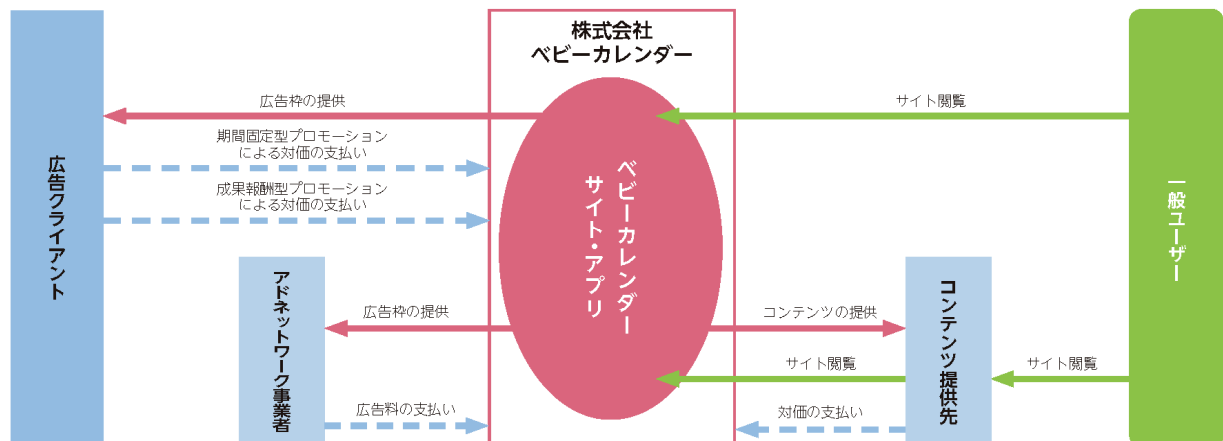 株式会社
ベビーカレンダー
広告枠の提供
サイト閲覧
期間固定型プロモーション
による対価の支払い
成果報酬型プロモーション
による対価の支払い
広告クライアント
ベビーカレンダー
サイト・アプリ
一般ユーザー
アドネットワーク事業者
広告枠の提供
コンテンツの提供
コンテンツ提供先
サイト閲覧
サイト閲覧
広告料の支払い
対価の支払い